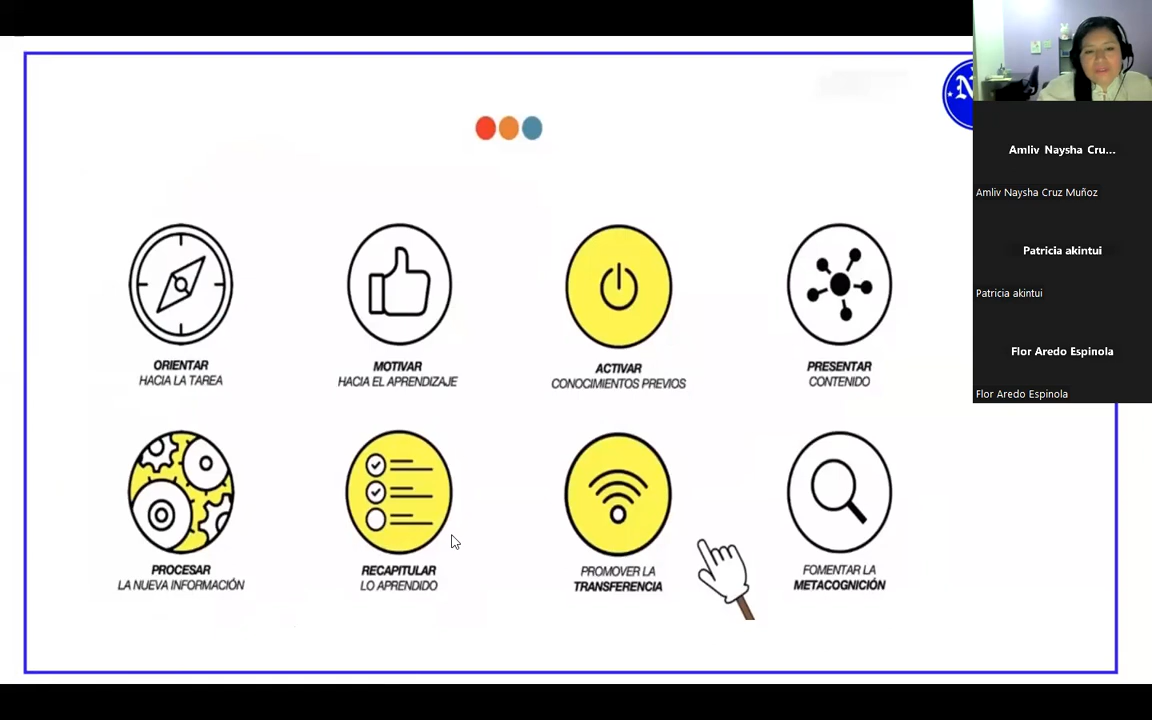 N
Amliv Naysha Cru...
Amliv Naysha Cruz Muñoz
Patricia akintui
Patricia akintui
Flor Aredo Espinola
Flor Aredo Espinola
ORIENTAR
HACIA LA TAREA
MOTIVAR
HACIA EL APRENDIZAJE
ACTIVAR
CONOCIMIENTOS PREVIOS
PRESENTAR
CONTENIDO
PROCESAR
LA NUEVA INFORMACIÓN
RECAPITULAR
LO APRENDIDO
PROMOVER LA
TRANSFERENCIA
FOMENTAR LA
METACOGNICIÓN